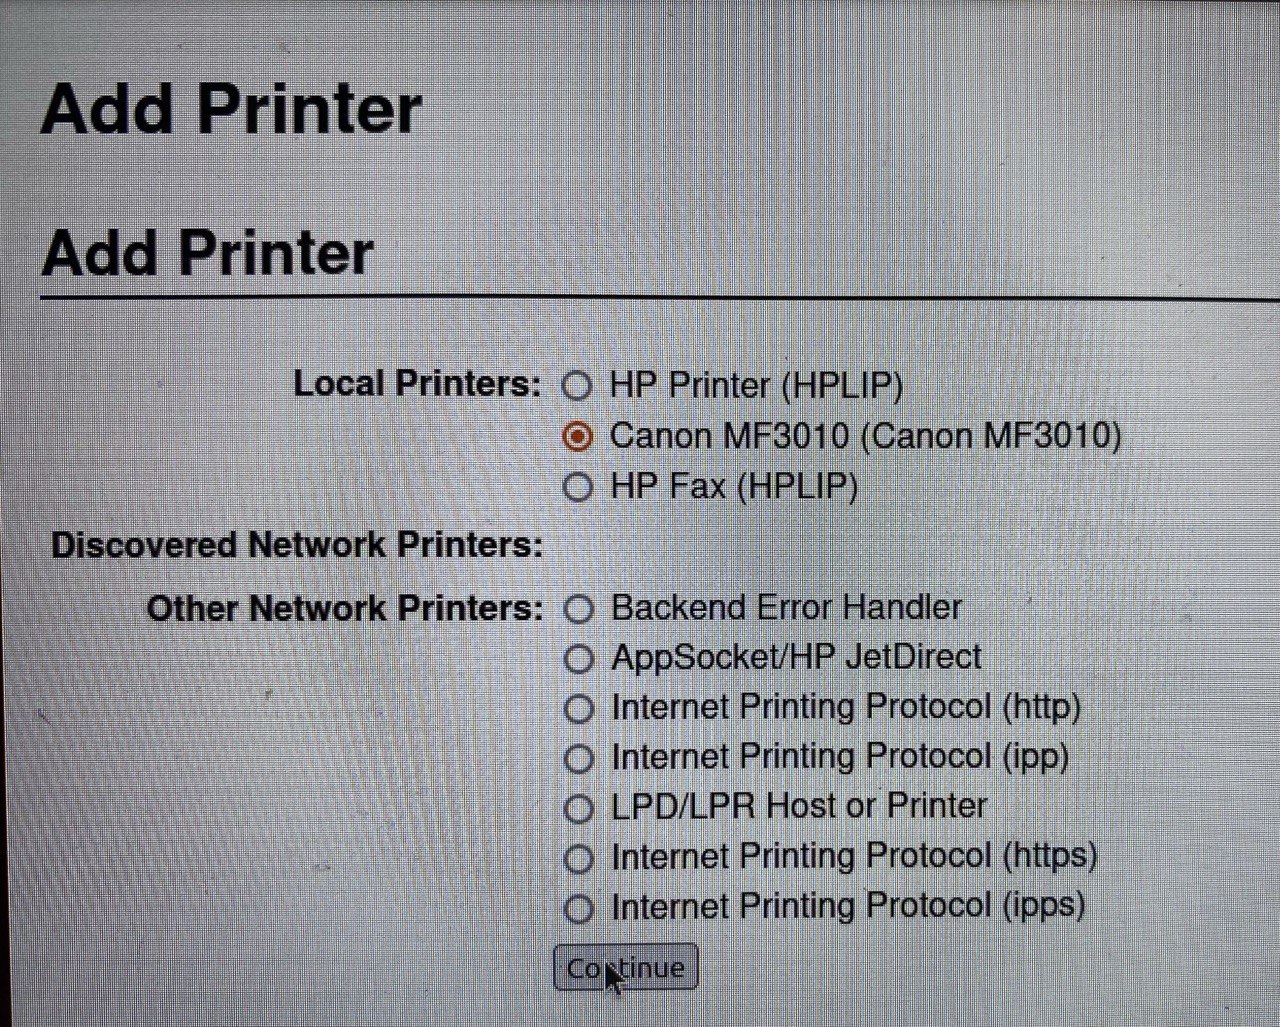 Add Printer
Add Printer
Local Printers:
HP Printer (HPLIP)
Canon MF3010 (Canon MF3010)
HP Fax (HPLIP)
Discovered Network Printers:
Other Network Printers:
Backend Error Handler
AppSocket/HP JetDirect
Internet Printing Protocol (http)
Internet Printing Protocol (ipp)
LPD/LPR Host or Printer
Internet Printing Protocol (https)
Internet Printing Protocol (ipps)
Continue